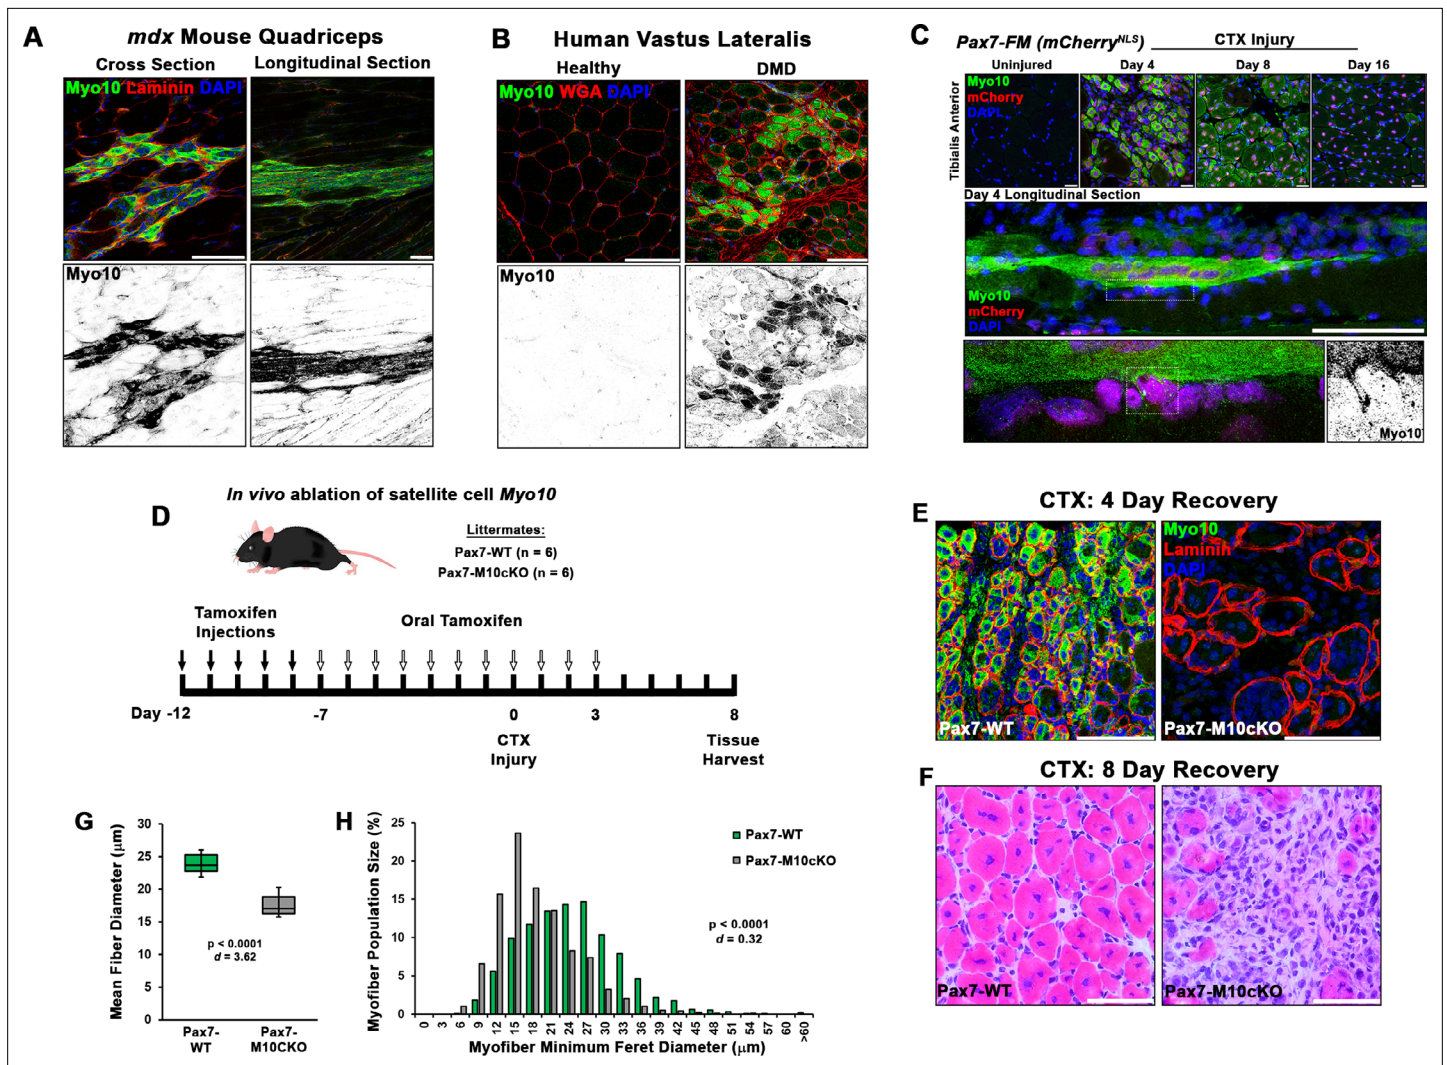 A
mdx Mouse Quadriceps
Cross Section
Longitudinal Section
Myo10 Laminin DAPI
Myo10
B
Human Vastus Lateralis
Healthy
DMD
Myo10 WGA DAPI
Myo10
C
Pax7-FM (mCherryNLS)
CTX Injury
Uninjured
Day 4
Day 8
Day 16
Tibialis Anterior
Myo10
mCherry
DAPI
Day 4 Longitudinal Section
Myo10
mCherry
DAPI
Myo10
D
In vivo ablation of satellite cell Myo10
Littermates:
Pax7-WT (n = 6)
Pax7-M10cKO (n = 6)
Tamoxifen
Injections
Oral Tamoxifen
Day -12
-7
0
3
8
CTX
Injury
Tissue
Harvest
E
CTX: 4 Day Recovery
Myo10
Laminin
DAPI
Pax7-WT
Pax7-M10cKO
F
CTX: 8 Day Recovery
Pax7-WT
Pax7-M10cKO
G
Mean Fiber Diameter (μm)
30
25
20
15
10
5
0
p < 0.0001
d = 3.62
Pax7-
WT
Pax7-
M10CKO
H
Myofiber Population Size (%)
25
20
15
10
5
0
Pax7-WT
Pax7-M10cKO
p < 0.0001
d = 0.32
0 3 6 9 12 15 18 21 24 27 30 33 36 39 42 45 48 51 54 57 60 >60
Myofiber Minimum Feret Diameter (μm)